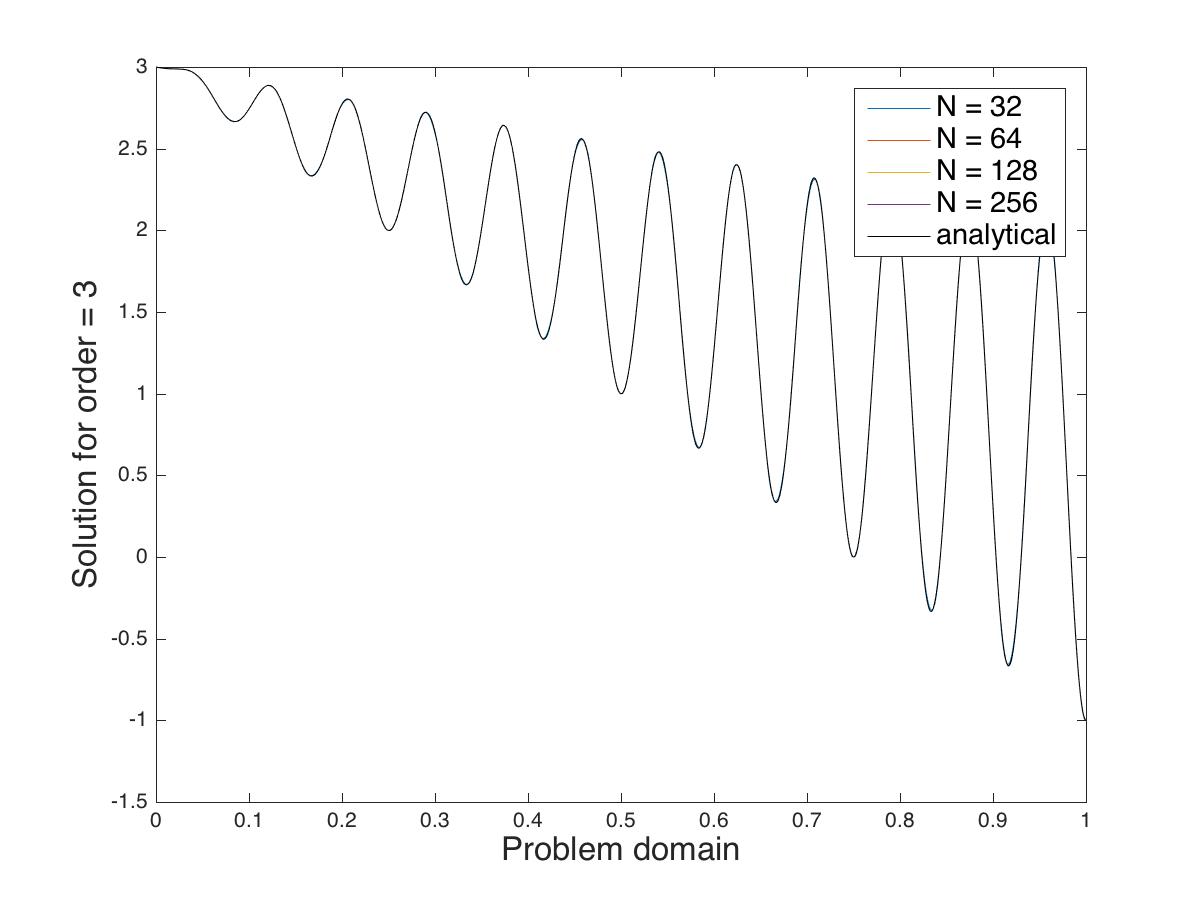 3
2.5
2
1.5
1
0.5
0
-0.5
-1
-1.5
0 0.1 0.2 0.3 0.4 0.5 0.6 0.7 0.8 0.9 1
Problem domain
Solution for order = 3
N = 32
N = 64
N = 128
N = 256
analytical